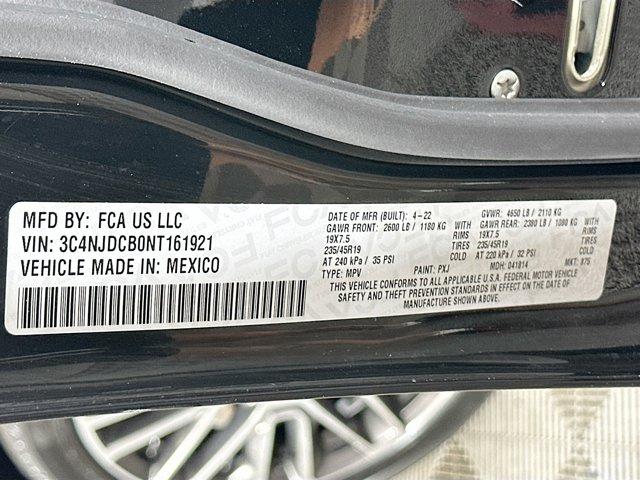 MFD BY: FCA US LLC
VIN: 3C4NJDCB0NT161921
VEHICLE MADE IN: MEXICO
DATE OF MFR (BUILT): 4-22
GAWR FRONT: 2600 LB / 1180 KG WITH
19X7.5 RIMS
235/45R19 TIRES
AT 240 kPa / 35 PSI COLD
TYPE: MPV PAINT: PXJ
GVWR: 4650 LB / 2110 KG
GAWR REAR: 2380 LB / 1080 KG WITH
19X7.5 RIMS
235/45R19 TIRES
AT 220 kPa / 32 PSI COLD
MDH: 041814 MKT: X75
THIS VEHICLE CONFORMS TO ALL APPLICABLE U.S.A. FEDERAL MOTOR VEHICLE
SAFETY AND THEFT PREVENTION STANDARDS IN EFFECT ON THE DATE OF
MANUFACTURE SHOWN ABOVE.